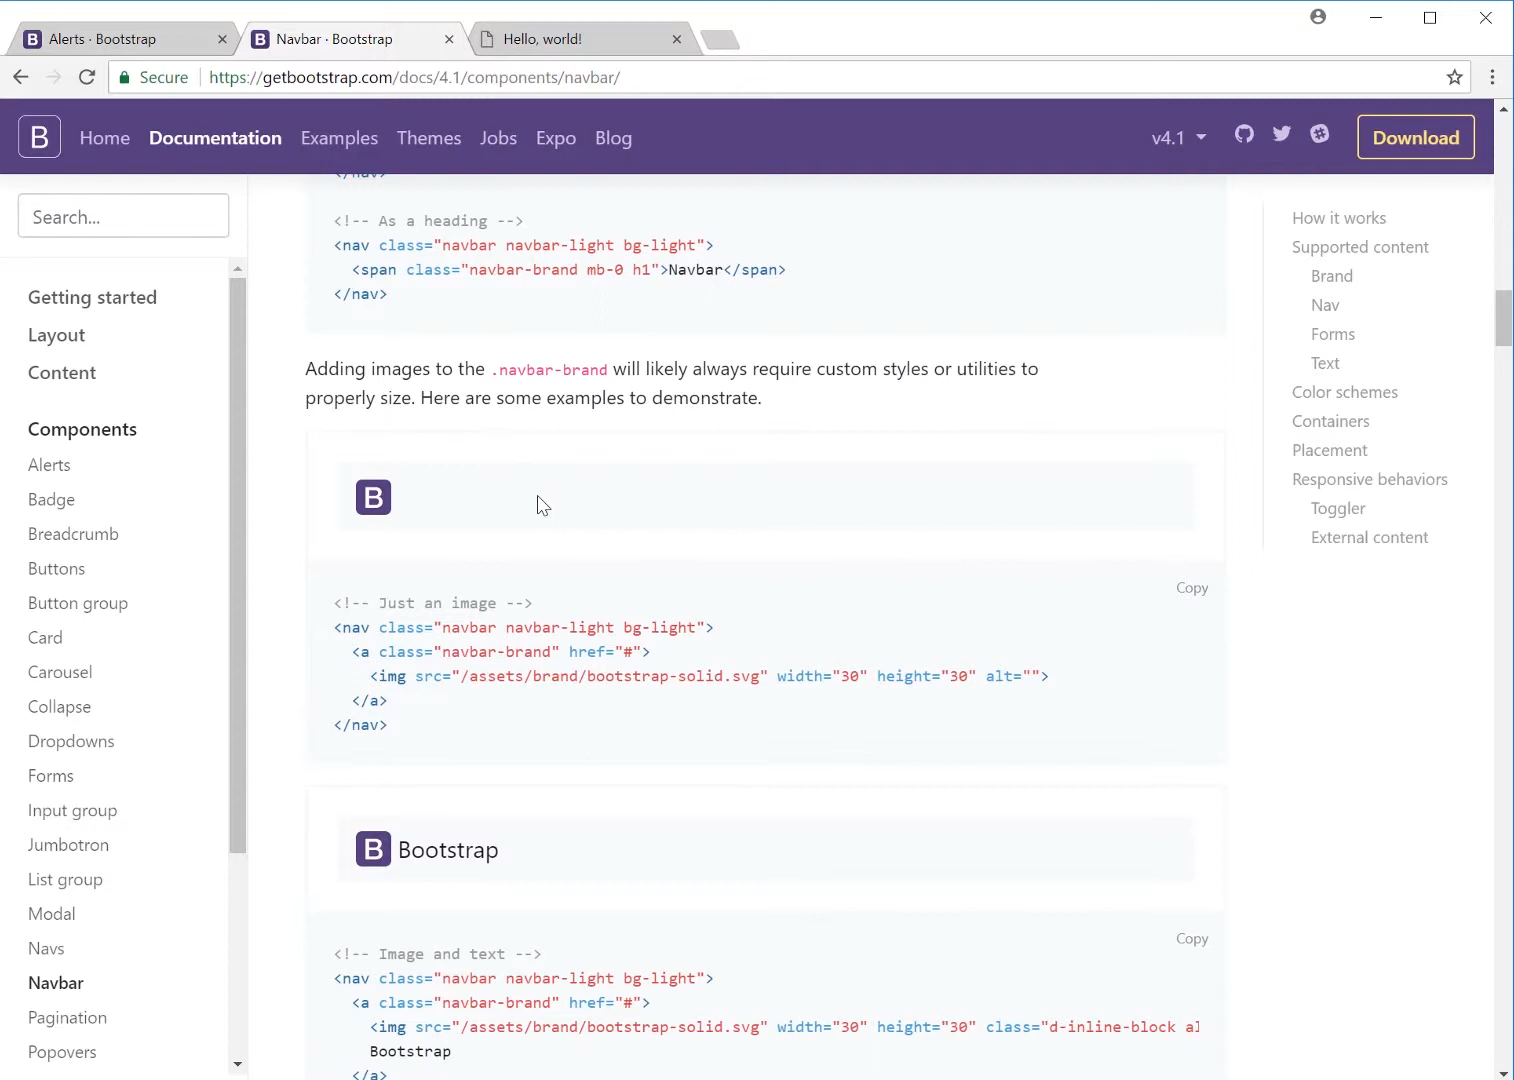 Alerts · Bootstrap
Navbar · Bootstrap
Hello, world!
Secure
https://getbootstrap.com/docs/4.1/components/navbar/
B
Home
Documentation
Examples
Themes
Jobs
Expo
Blog
v4.1
Download
Search...
Getting started
Layout
Content
Components
Alerts
Badge
Breadcrumb
Buttons
Button group
Card
Carousel
Collapse
Dropdowns
Forms
Input group
Jumbotron
List group
Modal
Navs
Navbar
Pagination
Popovers
</nav>
<!-- As a heading -->
<nav class="navbar navbar-light bg-light">
<span class="navbar-brand mb-0 h1">Navbar</span>
</nav>
Adding images to the .navbar-brand will likely always require custom styles or utilities to
properly size. Here are some examples to demonstrate.
B
Copy
<!-- Just an image -->
<nav class="navbar navbar-light bg-light">
<a class="navbar-brand" href="#">
<img src="/assets/brand/bootstrap-solid.svg" width="30" height="30" alt="">
</a>
</nav>
B Bootstrap
Copy
<!-- Image and text -->
<nav class="navbar navbar-light bg-light">
<a class="navbar-brand" href="#">
<img src="/assets/brand/bootstrap-solid.svg" width="30" height="30" class="d-inline-block al
Bootstrap
</a>
How it works
Supported content
Brand
Nav
Forms
Text
Color schemes
Containers
Placement
Responsive behaviors
Toggler
External content